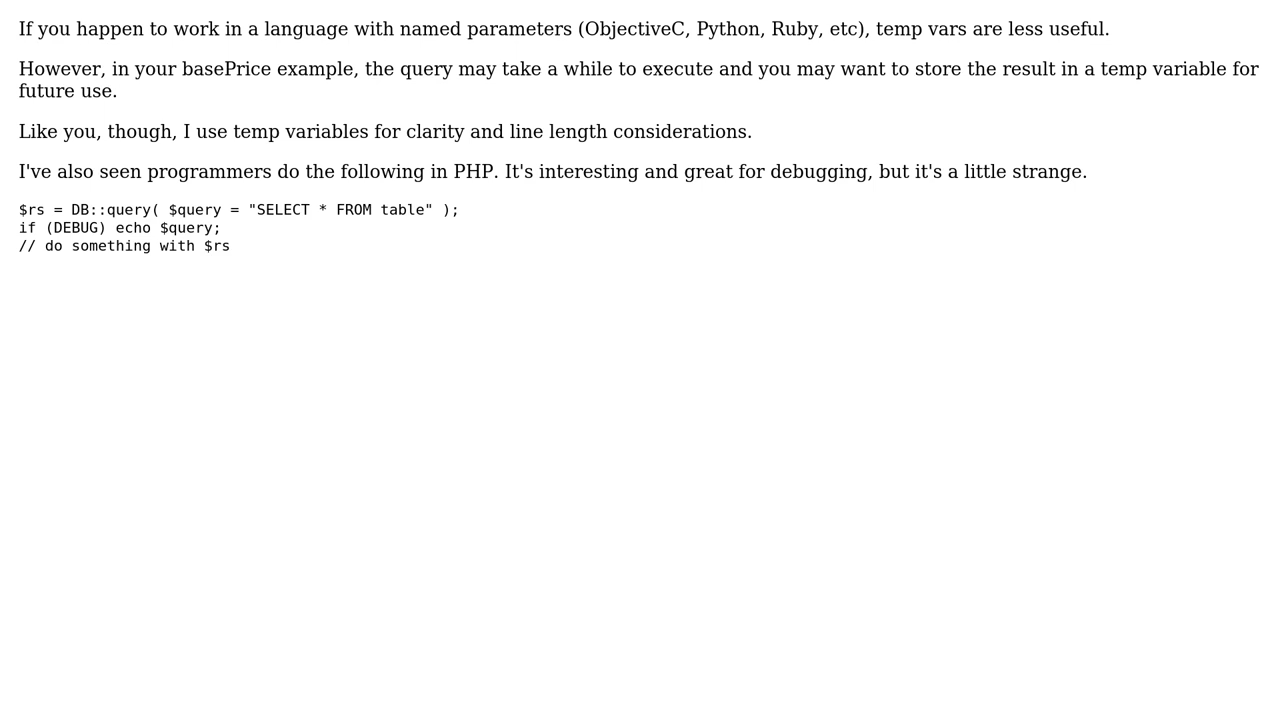 If you happen to work in a language with named parameters (ObjectiveC, Python, Ruby, etc), temp vars are less useful.
However, in your basePrice example, the query may take a while to execute and you may want to store the result in a temp variable for
future use.
Like you, though, I use temp variables for clarity and line length considerations.
I've also seen programmers do the following in PHP. It's interesting and great for debugging, but it's a little strange.
$rs = DB::query( $query = "SELECT * FROM table" );
if (DEBUG) echo $query;
// do something with $rs